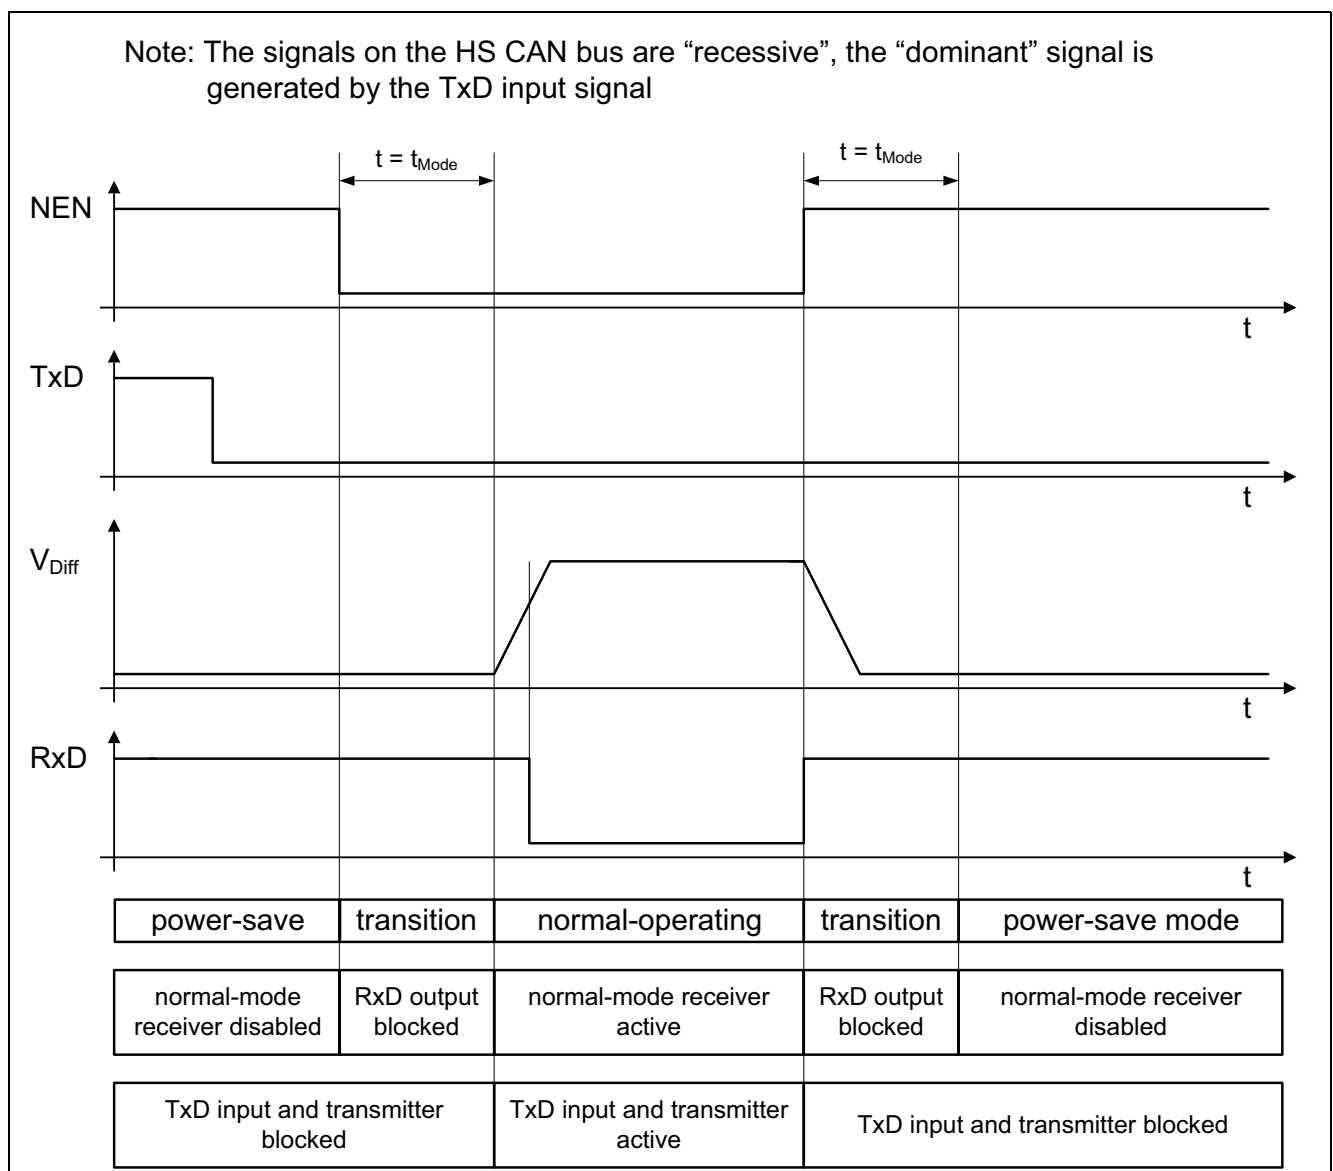 Note: The signals on the HS CAN bus are “recessive”, the “dominant” signal is
generated by the TxD input signal
t = tMode
t = tMode
NEN
t
TxD
t
VDiff
t
RxD
t
power-save
transition
normal-operating
transition
power-save mode
normal-mode
receiver disabled
RxD output
blocked
normal-mode receiver
active
RxD output
blocked
normal-mode receiver
disabled
TxD input and transmitter
blocked
TxD input and transmitter
active
TxD input and transmitter blocked